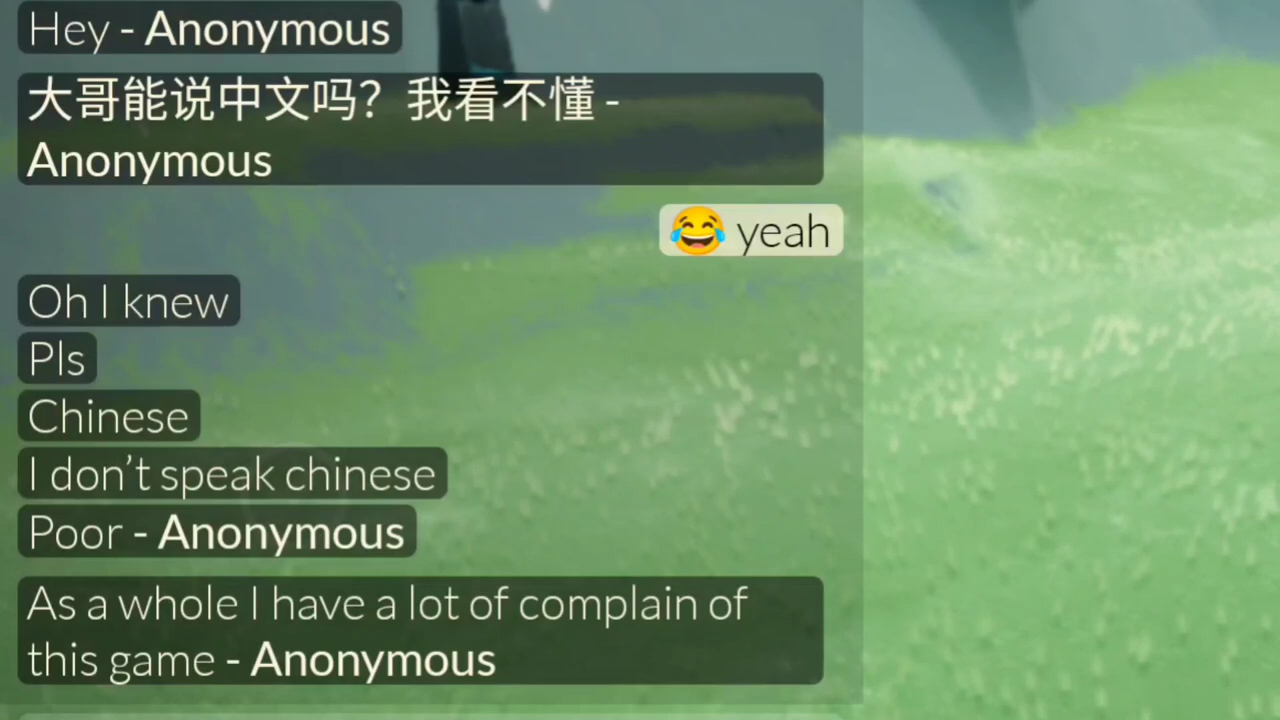 Hey - Anonymous
大哥能说中文吗？我看不懂 -
Anonymous
😂 yeah
Oh I knew
Pls
Chinese
I don’t speak chinese
Poor - Anonymous
As a whole I have a lot of complain of
this game - Anonymous